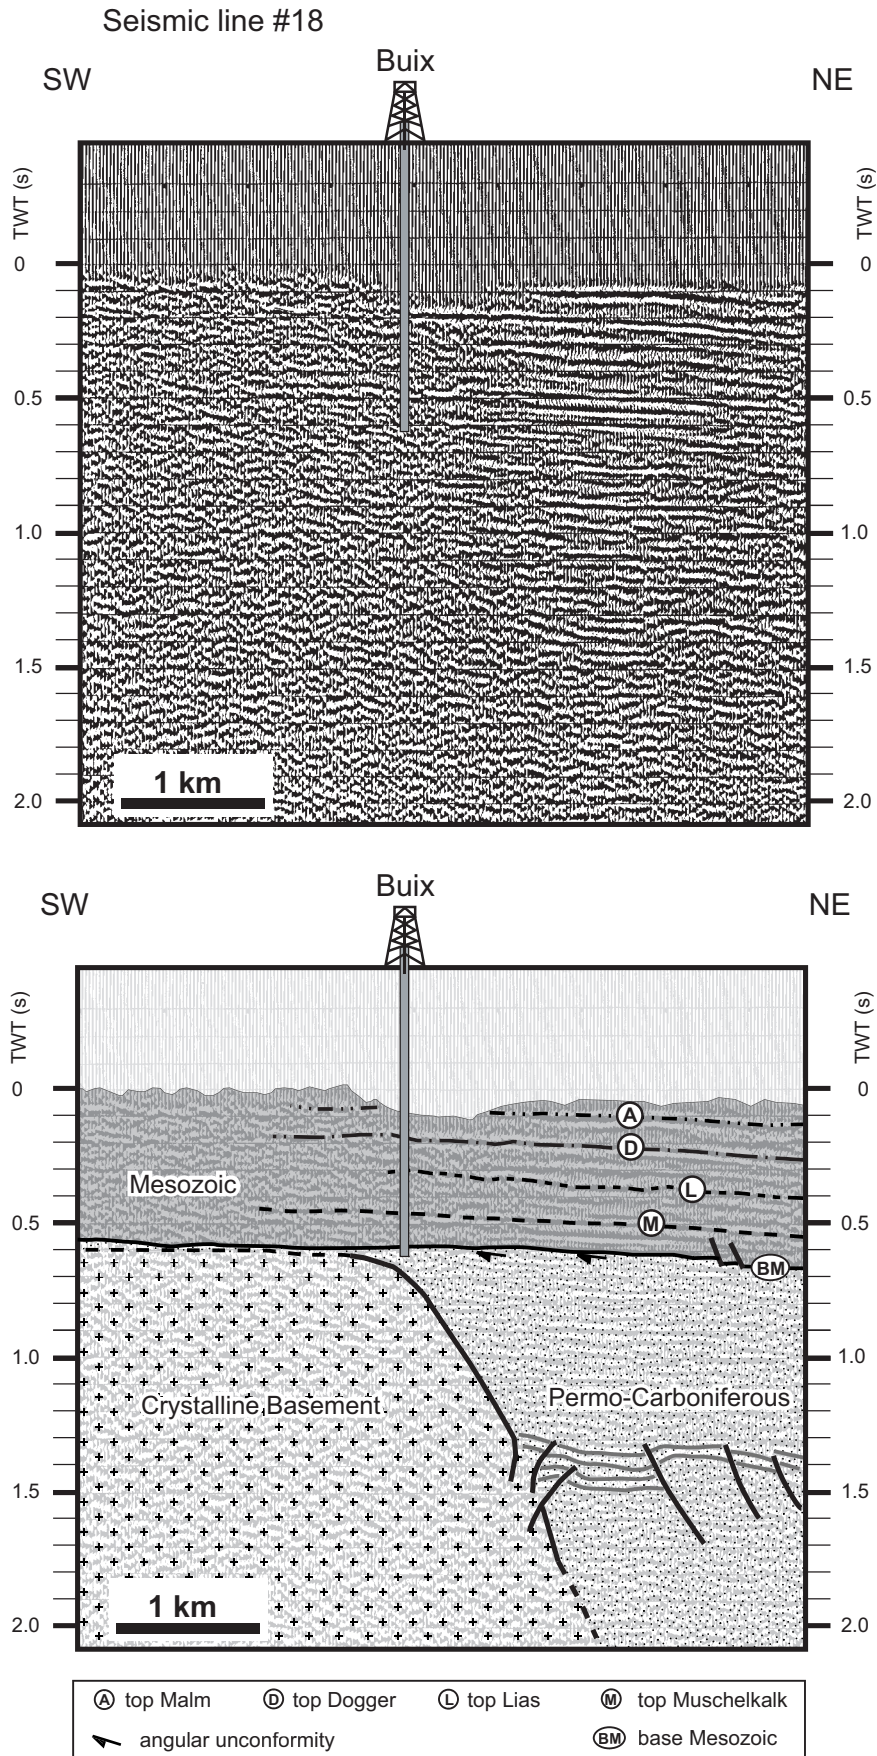 Seismic line #18
Buix
SW NE
TWT (s) TWT (s)
0 0
0.5 0.5
1.0 1.0
1.5 1.5
1 km
2.0 2.0
Buix
SW NE
TWT (s) TWT (s)
0 0
A
D
Mesozoic L
0.5 M 0.5
BM
1.0 1.0
Crystalline Basement Permo-Carboniferous
1.5 1.5
1 km
2.0 2.0
A top Malm D top Dogger L top Lias M top Muschelkalk
angular unconformity BM base Mesozoic